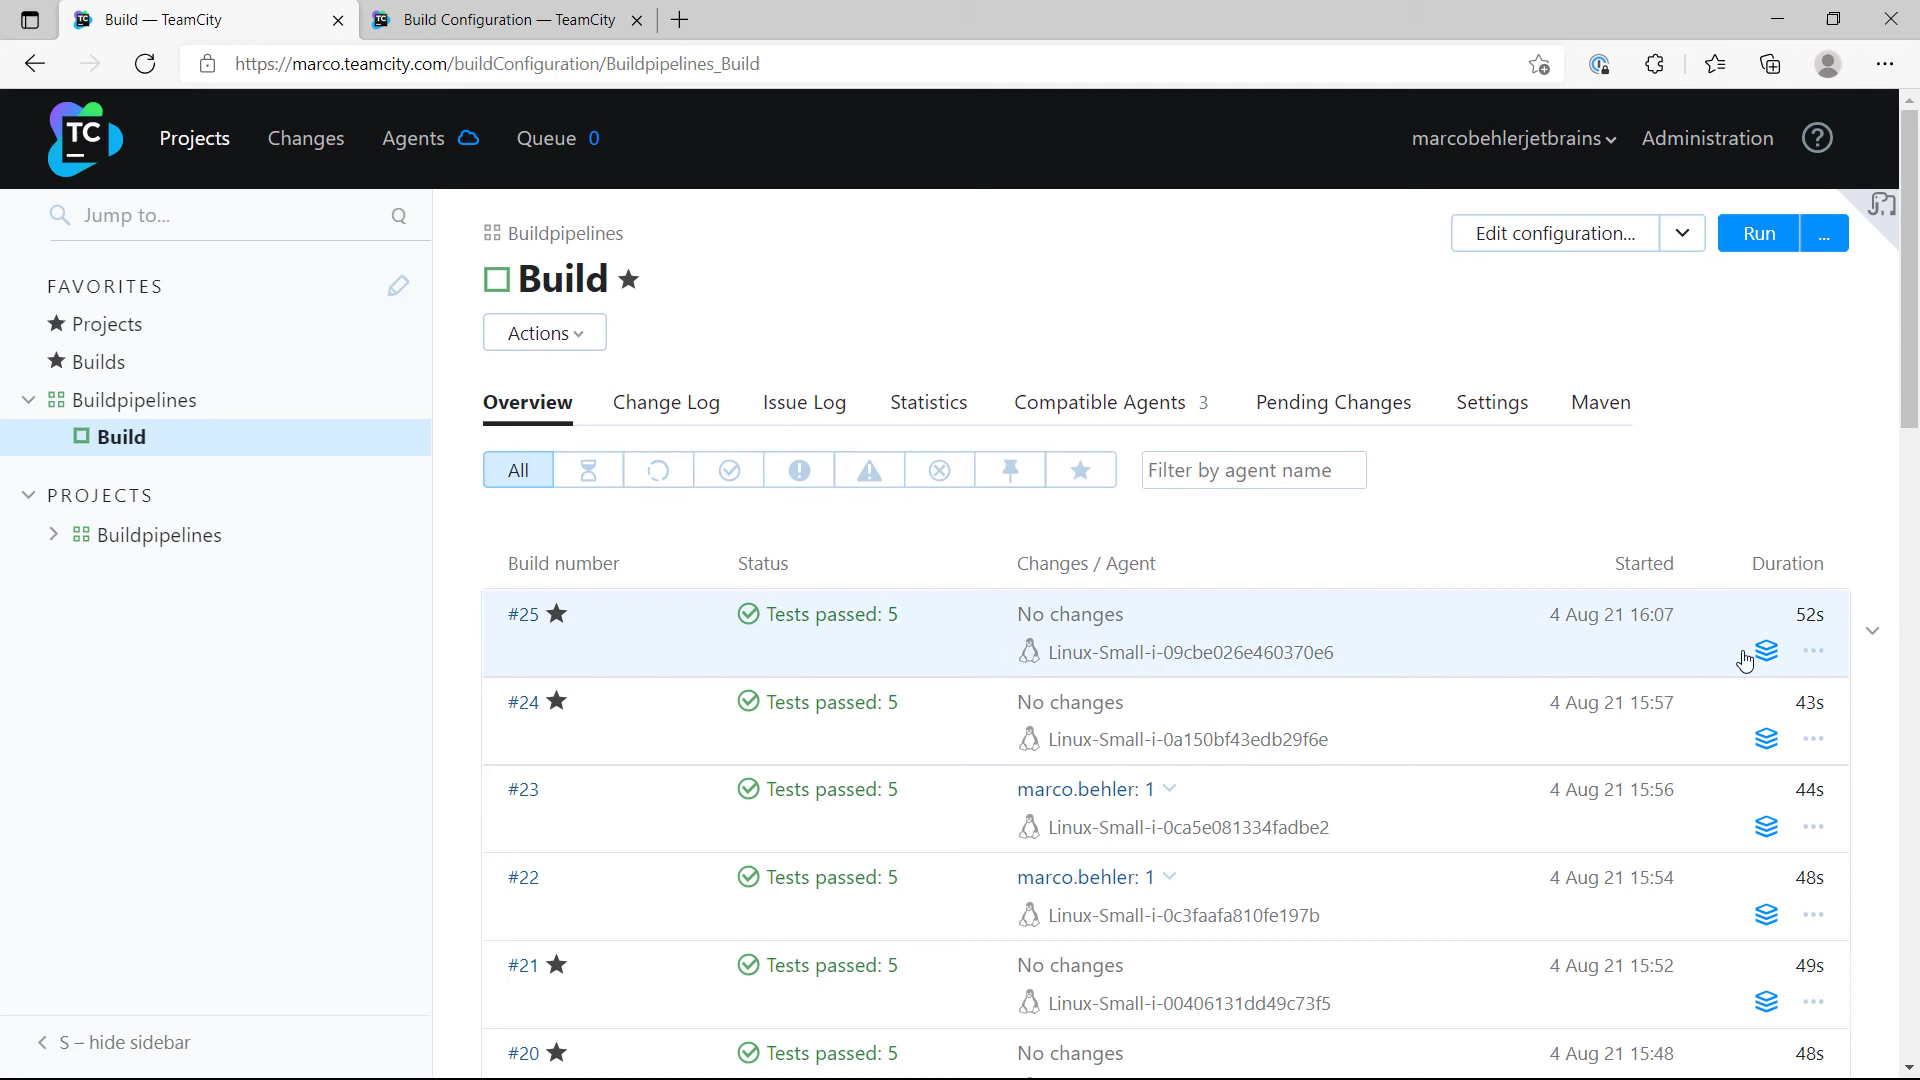 Build — TeamCity
Build Configuration — TeamCity
https://marco.teamcity.com/buildConfiguration/Buildpipelines_Build
TC
Projects
Changes
Agents
Queue 0
marcobehlerjetbrains
Administration
?
Jump to...
Q
FAVORITES
Projects
Builds
Buildpipelines
Build
PROJECTS
Buildpipelines
S – hide sidebar
Buildpipelines
Build
Edit configuration...
Run
...
Actions
Overview
Change Log
Issue Log
Statistics
Compatible Agents 3
Pending Changes
Settings
Maven
All
Filter by agent name
Build number Status Changes / Agent Started Duration
#25 Tests passed: 5 No changes 4 Aug 21 16:07 52s
Linux-Small-i-09cbe026e460370e6
#24 Tests passed: 5 No changes 4 Aug 21 15:57 43s
Linux-Small-i-0a150bf43edb29f6e
#23 Tests passed: 5 marco.behler: 1 4 Aug 21 15:56 44s
Linux-Small-i-0ca5e081334fadbe2
#22 Tests passed: 5 marco.behler: 1 4 Aug 21 15:54 48s
Linux-Small-i-0c3faafa810fe197b
#21 Tests passed: 5 No changes 4 Aug 21 15:52 49s
Linux-Small-i-00406131dd49c73f5
#20 Tests passed: 5 No changes 4 Aug 21 15:48 48s